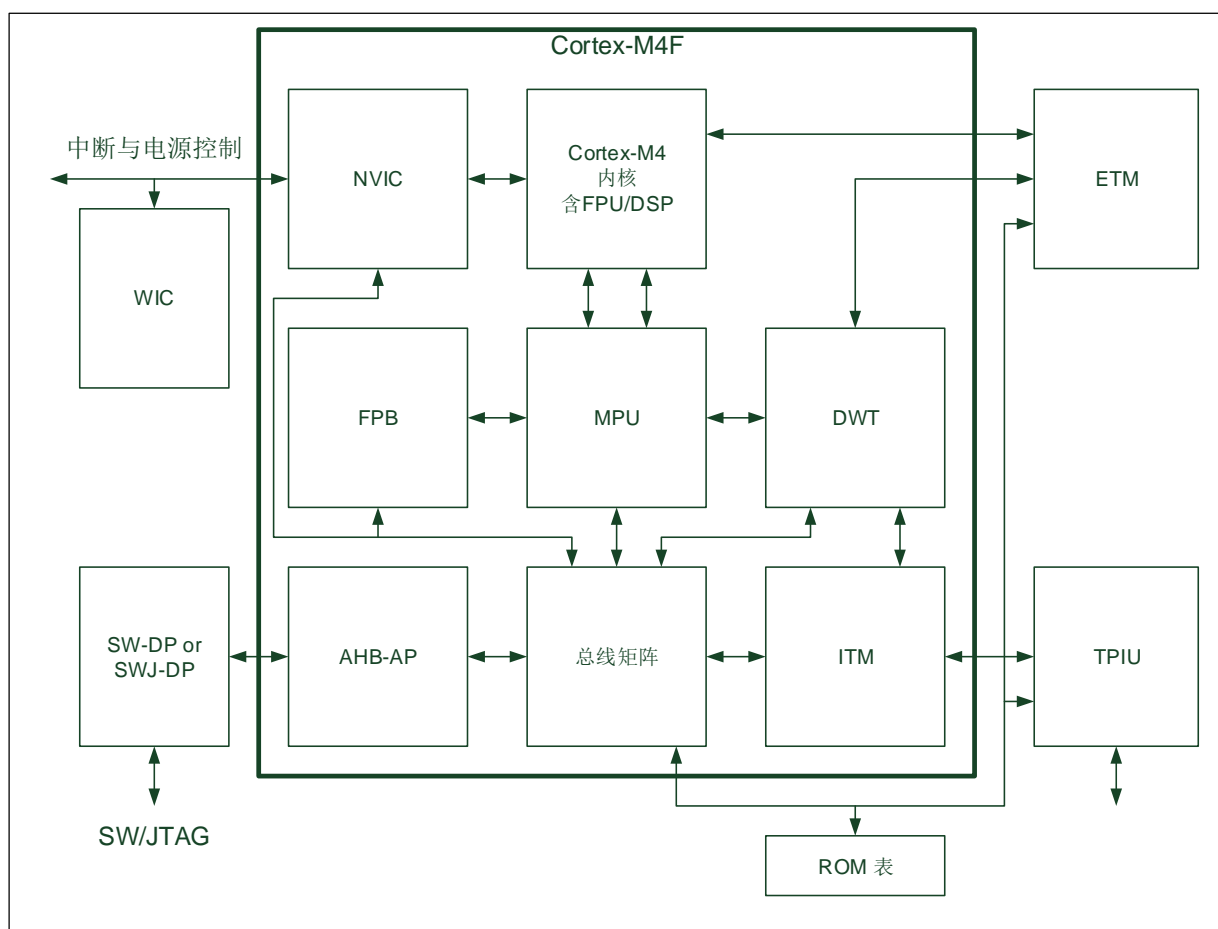 Cortex-M4F
中断与电源控制
NVIC
Cortex-M4
内核
含FPU/DSP
ETM
WIC
FPB
MPU
DWT
SW-DP or
SWJ-DP
AHB-AP
总线矩阵
ITM
TPIU
SW/JTAG
ROM 表